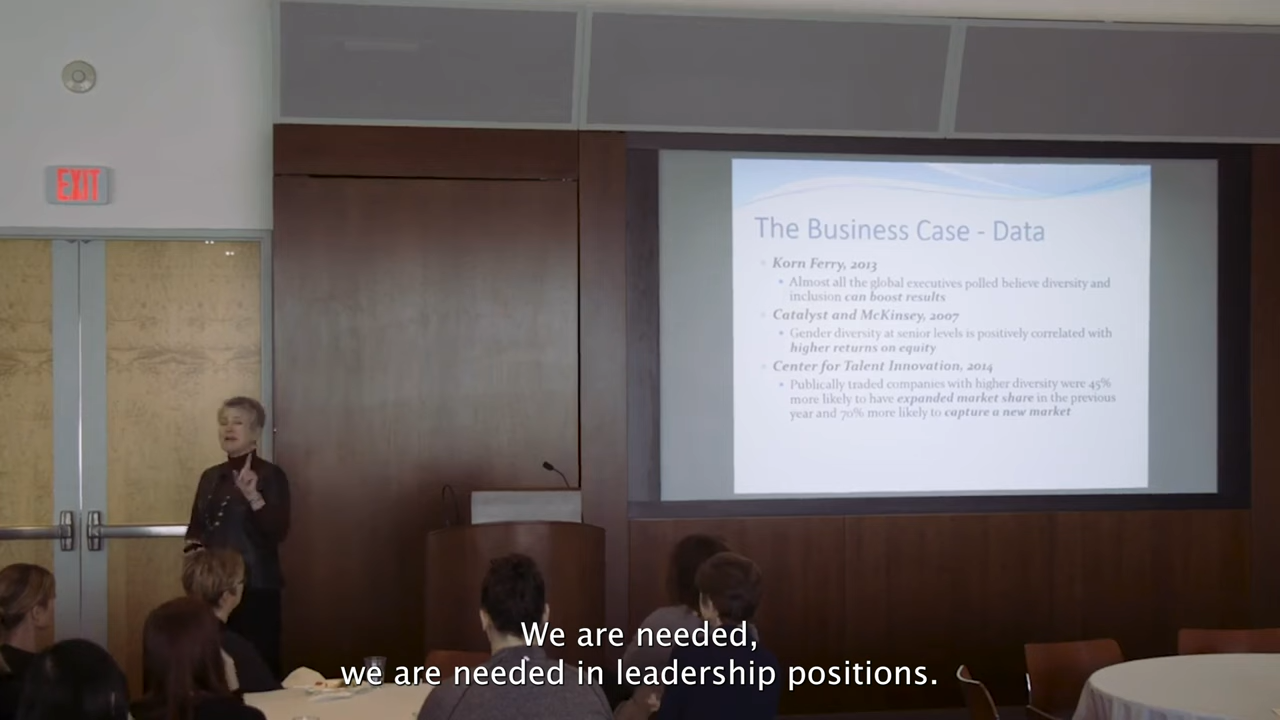 EXIT
The Business Case - Data
Korn Ferry, 2013
Almost all the global executives polled believe diversity and
inclusion can boost results
Catalyst and McKinsey, 2007
Gender diversity at senior levels is positively correlated with
higher returns on equity
Center for Talent Innovation, 2014
Publically traded companies with higher diversity were 45%
more likely to have expanded market share in the previous
year and 70% more likely to capture a new market
We are needed,
we are needed in leadership positions.